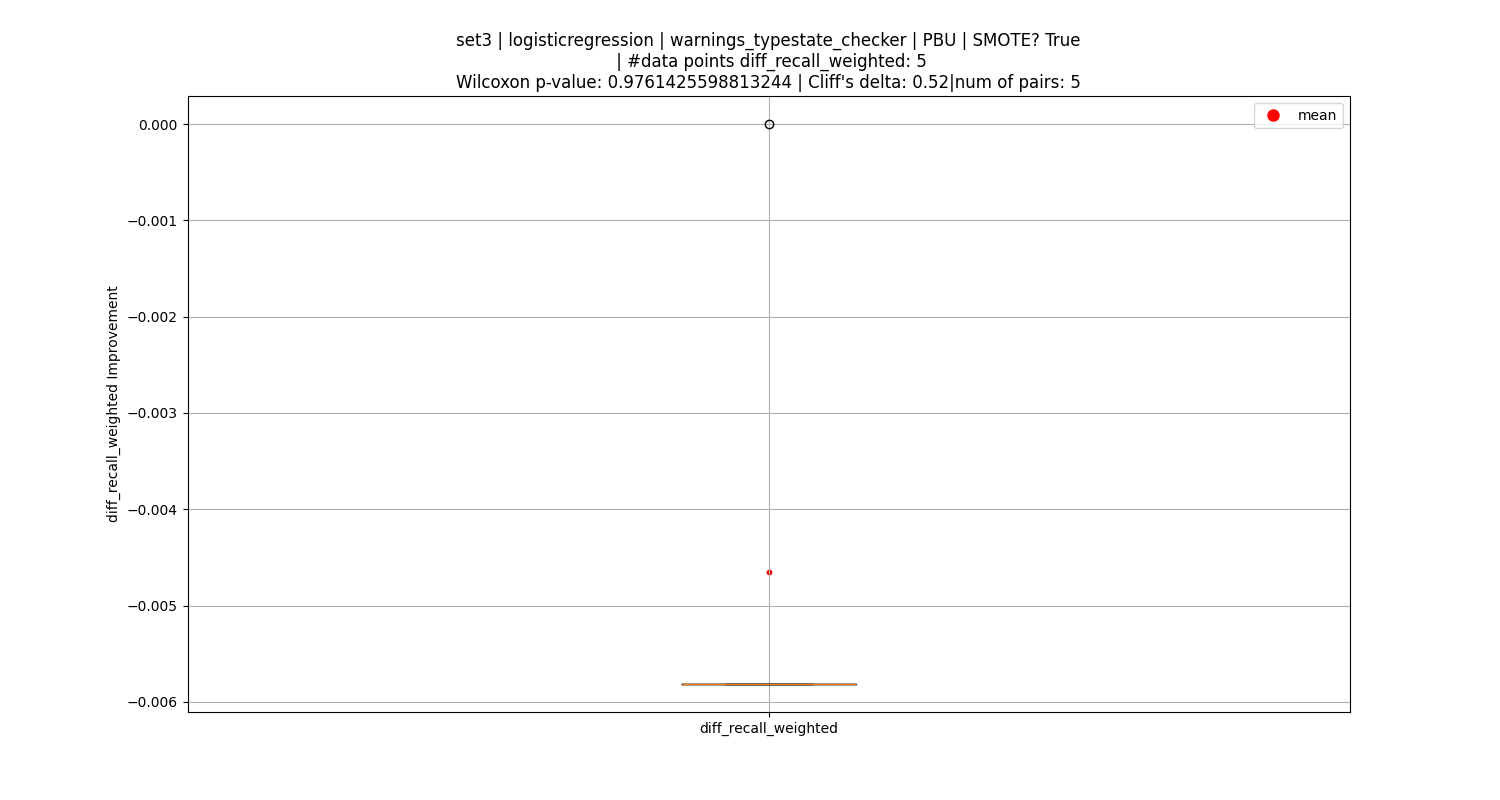 set3 | logisticregression | warnings_typestate_checker | PBU | SMOTE? True
| #data points diff_recall_weighted: 5
Wilcoxon p-value: 0.9761425598813244 | Cliff's delta: 0.52|num of pairs: 5
mean
0.000
−0.001
−0.002
−0.003
−0.004
−0.005
−0.006
diff_recall_weighted Improvement
diff_recall_weighted